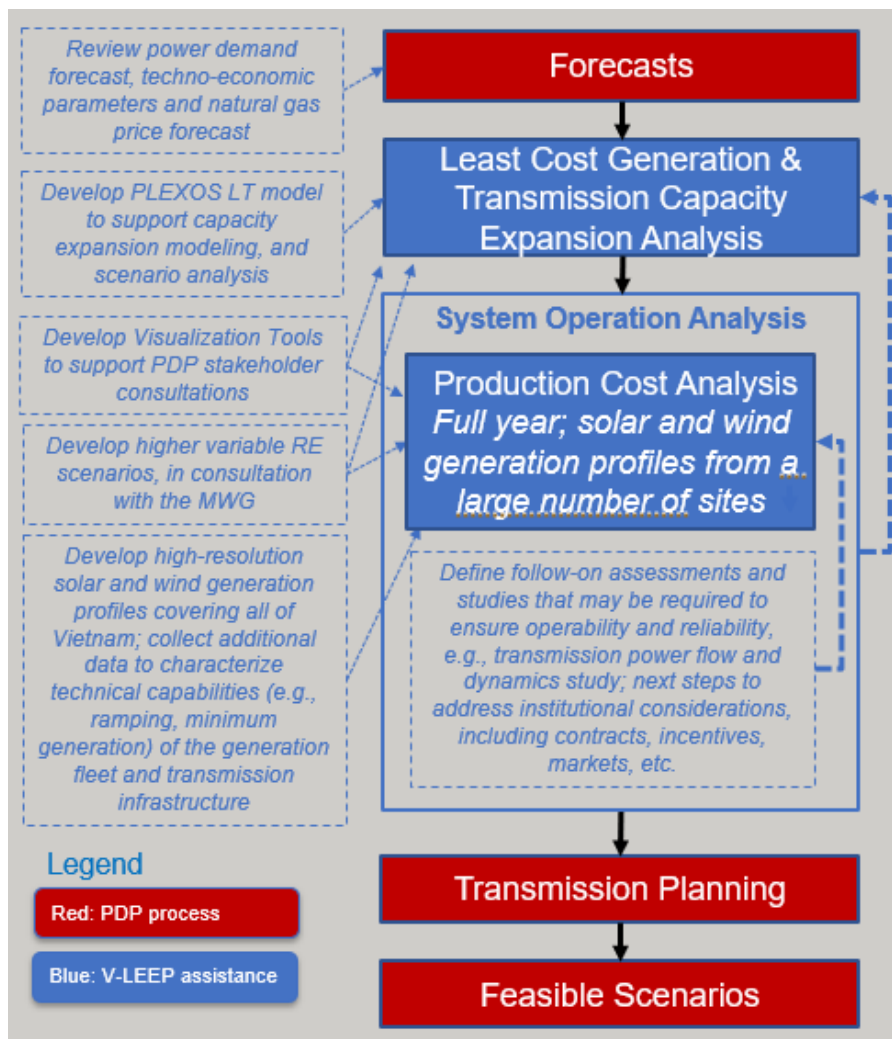 Review power demand
forecast, techno-economic
parameters and natural gas
price forecast
Forecasts
Develop PLEXOS LT model
to support capacity
expansion modeling, and
scenario analysis
Least Cost Generation &
Transmission Capacity
Expansion Analysis
Develop Visualization Tools
to support PDP stakeholder
consultations
System Operation Analysis
Develop higher variable RE
scenarios, in consultation
with the MWG
Production Cost Analysis
Full year; solar and wind
generation profiles from a
large number of sites
Develop high-resolution
solar and wind generation
profiles covering all of
Vietnam; collect additional
data to characterize
technical capabilities (e.g.,
ramping, minimum
generation) of the generation
fleet and transmission
infrastructure
Define follow-on assessments and
studies that may be required to
ensure operability and reliability,
e.g., transmission power flow and
dynamics study; next steps to
address institutional considerations,
including contracts, incentives,
markets, etc.
Legend
Red: PDP process
Blue: V-LEEP assistance
Transmission Planning
Feasible Scenarios